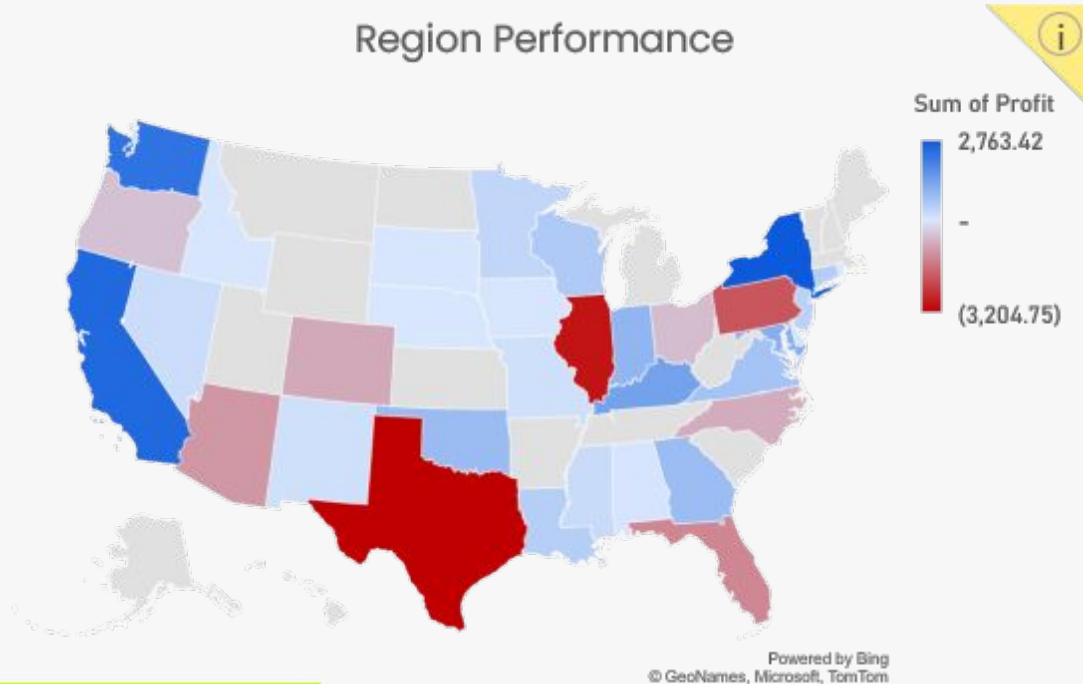 Region Performance
i
Sum of Profit
2,763.42
-
(3,204.75)
Powered by Bing
© GeoNames, Microsoft, TomTom